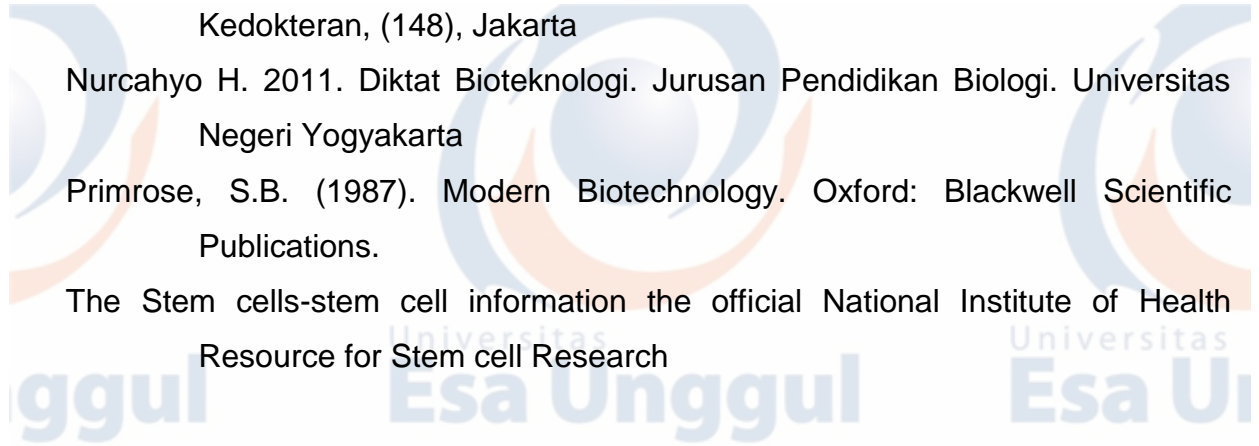 Kedokteran, (148), Jakarta
Nurcahyo H. 2011. Diktat Bioteknologi. Jurusan Pendidikan Biologi. Universitas
Negeri Yogyakarta
Primrose, S.B. (1987). Modern Biotechnology. Oxford: Blackwell Scientific
Publications.
The Stem cells-stem cell information the official National Institute of Health
Universitas Universitas
Resource for Stem cell Research
ggul Esa Unggul Esa U